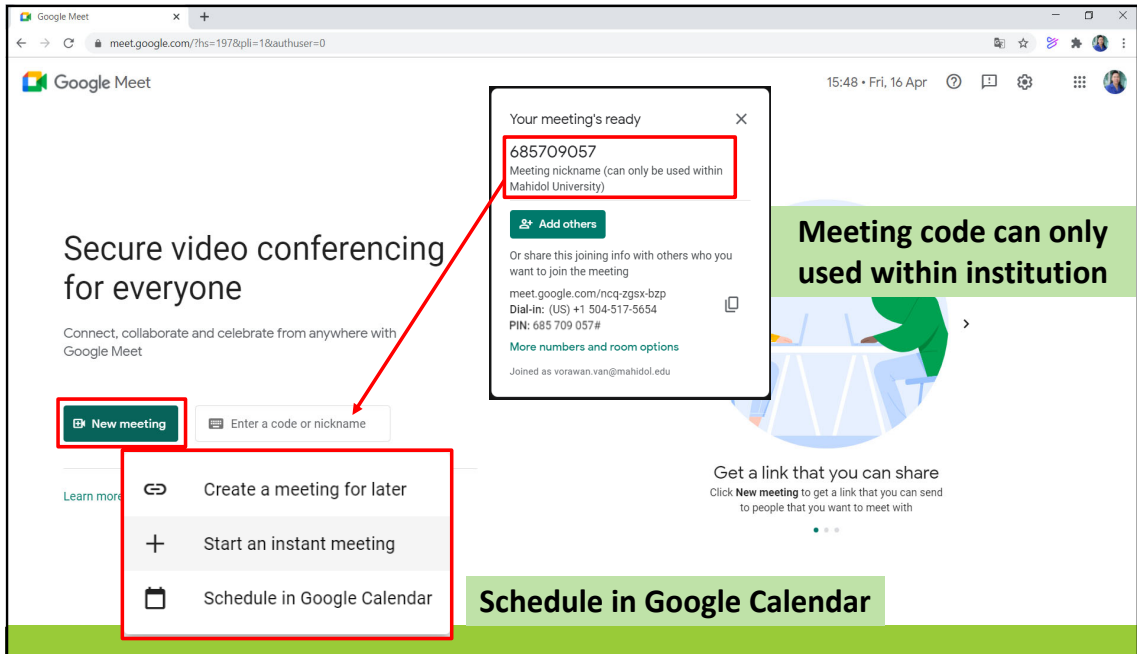 Google Meet
meet.google.com/?hs=197&pli=1&authuser=0
Google Meet
15:48 • Fri, 16 Apr
Your meeting's ready
685709057
Meeting nickname (can only be used within
Mahidol University)
Add others
Or share this joining info with others who you
want to join the meeting
meet.google.com/ncq-zgsx-bzp
Dial-in: (US) +1 504-517-5654
PIN: 685 709 057#
More numbers and room options
Joined as vorawan.van@mahidol.edu
Meeting code can only
used within institution
Secure video conferencing
for everyone
Connect, collaborate and celebrate from anywhere with
Google Meet
New meeting
Enter a code or nickname
Learn more
Create a meeting for later
Start an instant meeting
Schedule in Google Calendar
Get a link that you can share
Click New meeting to get a link that you can send
to people that you want to meet with
Schedule in Google Calendar